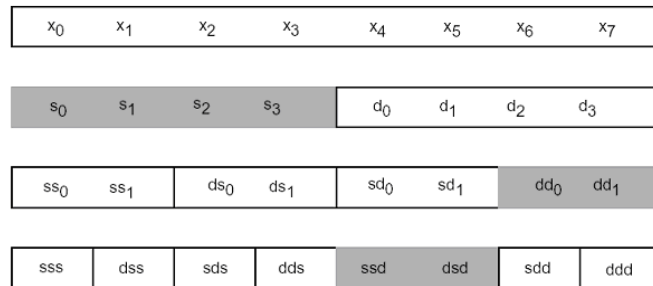 x₀ x₁ x₂ x₃ x₄ x₅ x₆ x₇
s₀ s₁ s₂ s₃ d₀ d₁ d₂ d₃
ss₀ ss₁ ds₀ ds₁ sd₀ sd₁ dd₀ dd₁
sss dss sds dds ssd dsd sdd ddd